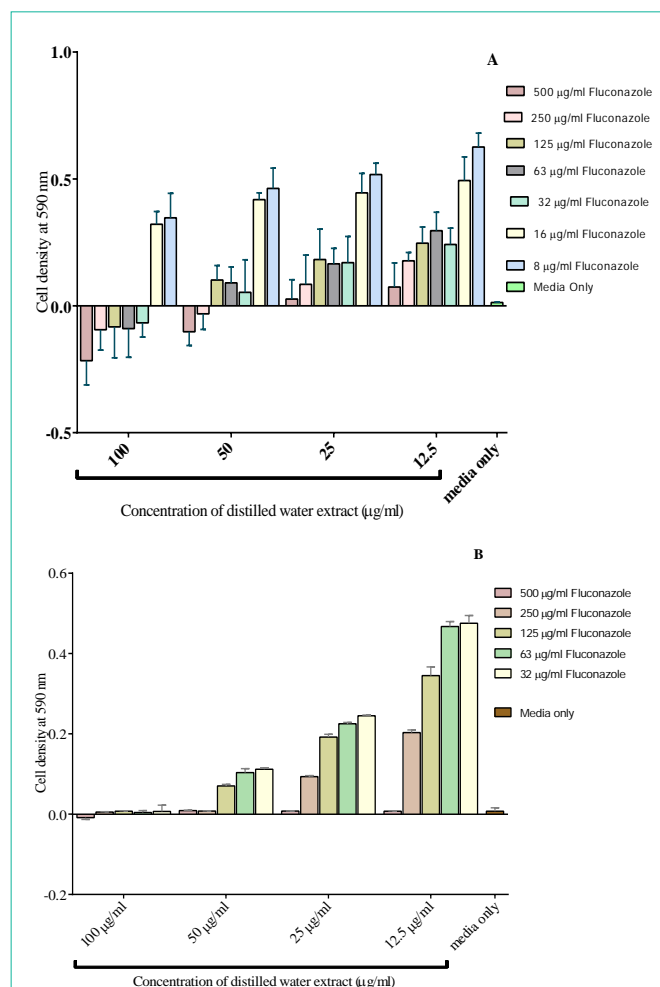 A
1.0
0.5
0.0
-0.5
Cell density at 590 nm
500 μg/ml Fluconazole
250 μg/ml Fluconazole
125 μg/ml Fluconazole
63 μg/ml Fluconazole
32 μg/ml Fluconazole
16 μg/ml Fluconazole
8 μg/ml Fluconazole
Media Only
100
50
25
12.5
media only
Concentration of distilled water extract (μg/ml)
B
0.6
0.4
0.2
0.0
-0.2
Cell density at 590 nm
500 μg/ml Fluconazole
250 μg/ml Fluconazole
125 μg/ml Fluconazole
63 μg/ml Fluconazole
32 μg/ml Fluconazole
Media only
100 μg/ml
50 μg/ml
25 μg/ml
12.5 μg/ml
media only
Concentration of distilled water extract (μg/ml)